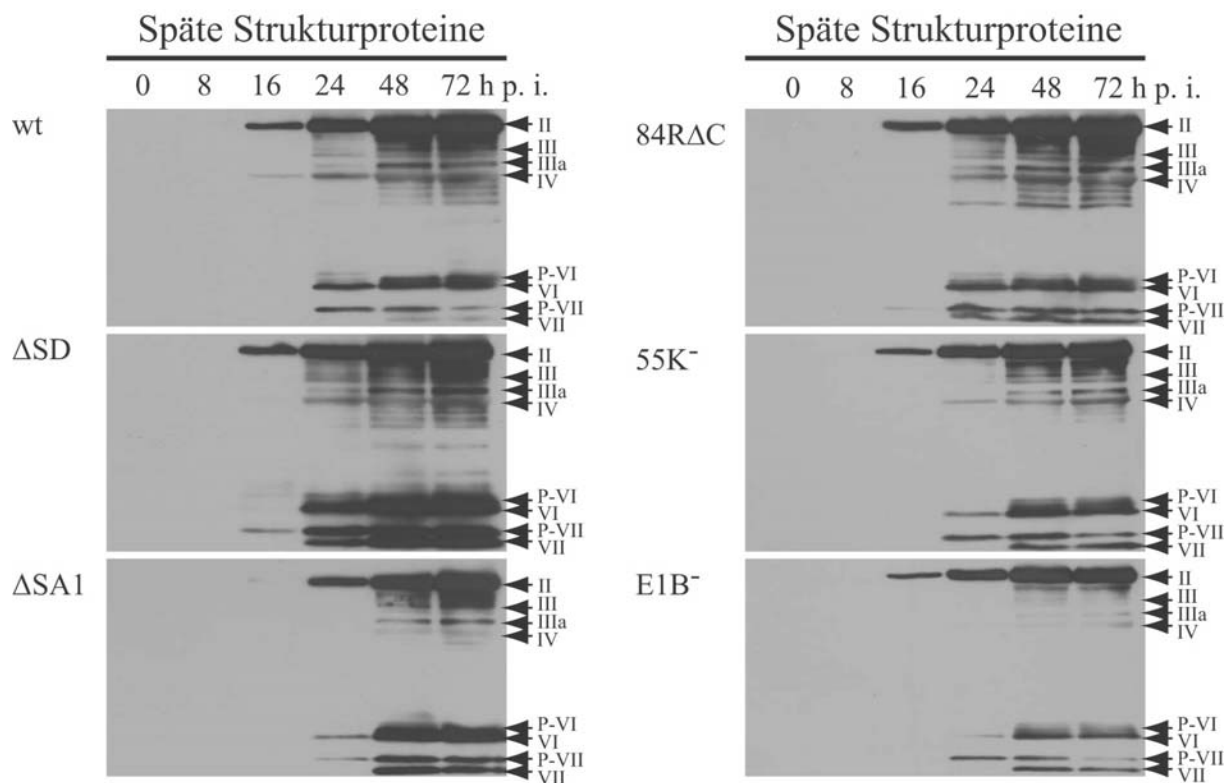 Späte Strukturproteine
0 8 16 24 48 72 h p. i.
wt
II
III
IIIa
IV
P-VI
VI
P-VII
VII
ΔSD
II
III
IIIa
IV
P-VI
VI
P-VII
VII
ΔSA1
II
III
IIIa
IV
P-VI
VI
P-VII
VII
Späte Strukturproteine
0 8 16 24 48 72 h p. i.
84RΔC
II
III
IIIa
IV
P-VI
VI
P-VII
VII
55K⁻
II
III
IIIa
IV
P-VI
VI
P-VII
VII
E1B⁻
II
III
IIIa
IV
P-VI
VI
P-VII
VII